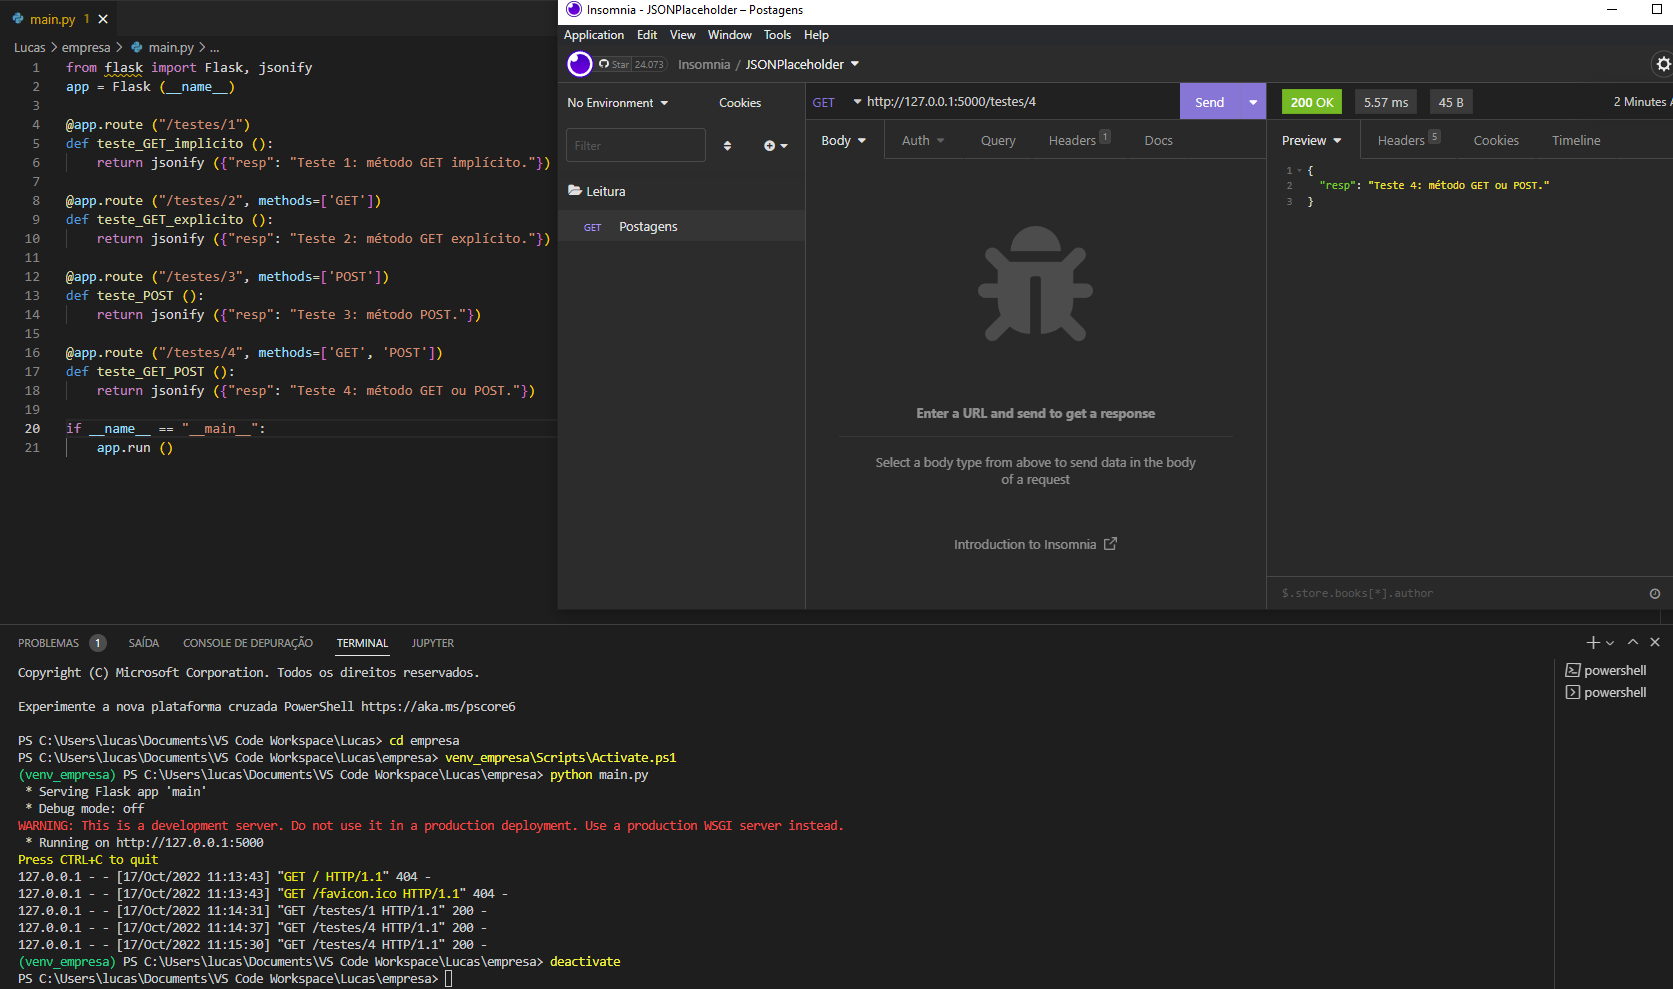 main.py 1
Lucas > empresa > main.py > ...
1 from flask import Flask, jsonify
2 app = Flask (__name__)
3
4 @app.route ("/testes/1")
5 def teste_GET_implicito ():
6 return jsonify ({"resp": "Teste 1: método GET implícito."})
7
8 @app.route ("/testes/2", methods=['GET'])
9 def teste_GET_explicito ():
10 return jsonify ({"resp": "Teste 2: método GET explícito."})
11
12 @app.route ("/testes/3", methods=['POST'])
13 def teste_POST ():
14 return jsonify ({"resp": "Teste 3: método POST."})
15
16 @app.route ("/testes/4", methods=['GET', 'POST'])
17 def teste_GET_POST ():
18 return jsonify ({"resp": "Teste 4: método GET ou POST."})
19
20 if __name__ == "__main__":
21 app.run ()
Insomnia - JSONPlaceholder – Postagens
Application Edit View Window Tools Help
Star 24.073 Insomnia / JSONPlaceholder
No Environment Cookies
Filter
Leitura
GET Postagens
GET http://127.0.0.1:5000/testes/4 Send
Body Auth Query Headers 1 Docs
Enter a URL and send to get a response
Select a body type from above to send data in the body
of a request
Introduction to Insomnia
200 OK 5.57 ms 45 B 2 Minutes A
Preview Headers 5 Cookies Timeline
1 {
2 "resp": "Teste 4: método GET ou POST."
3 }
$.store.books[*].author
PROBLEMAS 1 SAÍDA CONSOLE DE DEPURAÇÃO TERMINAL JUPYTER
Copyright (C) Microsoft Corporation. Todos os direitos reservados.
Experimente a nova plataforma cruzada PowerShell https://aka.ms/pscore6
PS C:\Users\lucas\Documents\VS Code Workspace\Lucas> cd empresa
PS C:\Users\lucas\Documents\VS Code Workspace\Lucas\empresa> venv_empresa\Scripts\Activate.ps1
(venv_empresa) PS C:\Users\lucas\Documents\VS Code Workspace\Lucas\empresa> python main.py
* Serving Flask app 'main'
* Debug mode: off
WARNING: This is a development server. Do not use it in a production deployment. Use a production WSGI server instead.
* Running on http://127.0.0.1:5000
Press CTRL+C to quit
127.0.0.1 - - [17/Oct/2022 11:13:43] "GET / HTTP/1.1" 404 -
127.0.0.1 - - [17/Oct/2022 11:13:43] "GET /favicon.ico HTTP/1.1" 404 -
127.0.0.1 - - [17/Oct/2022 11:14:31] "GET /testes/1 HTTP/1.1" 200 -
127.0.0.1 - - [17/Oct/2022 11:14:37] "GET /testes/4 HTTP/1.1" 200 -
127.0.0.1 - - [17/Oct/2022 11:15:30] "GET /testes/4 HTTP/1.1" 200 -
(venv_empresa) PS C:\Users\lucas\Documents\VS Code Workspace\Lucas\empresa> deactivate
PS C:\Users\lucas\Documents\VS Code Workspace\Lucas\empresa>
powershell
powershell